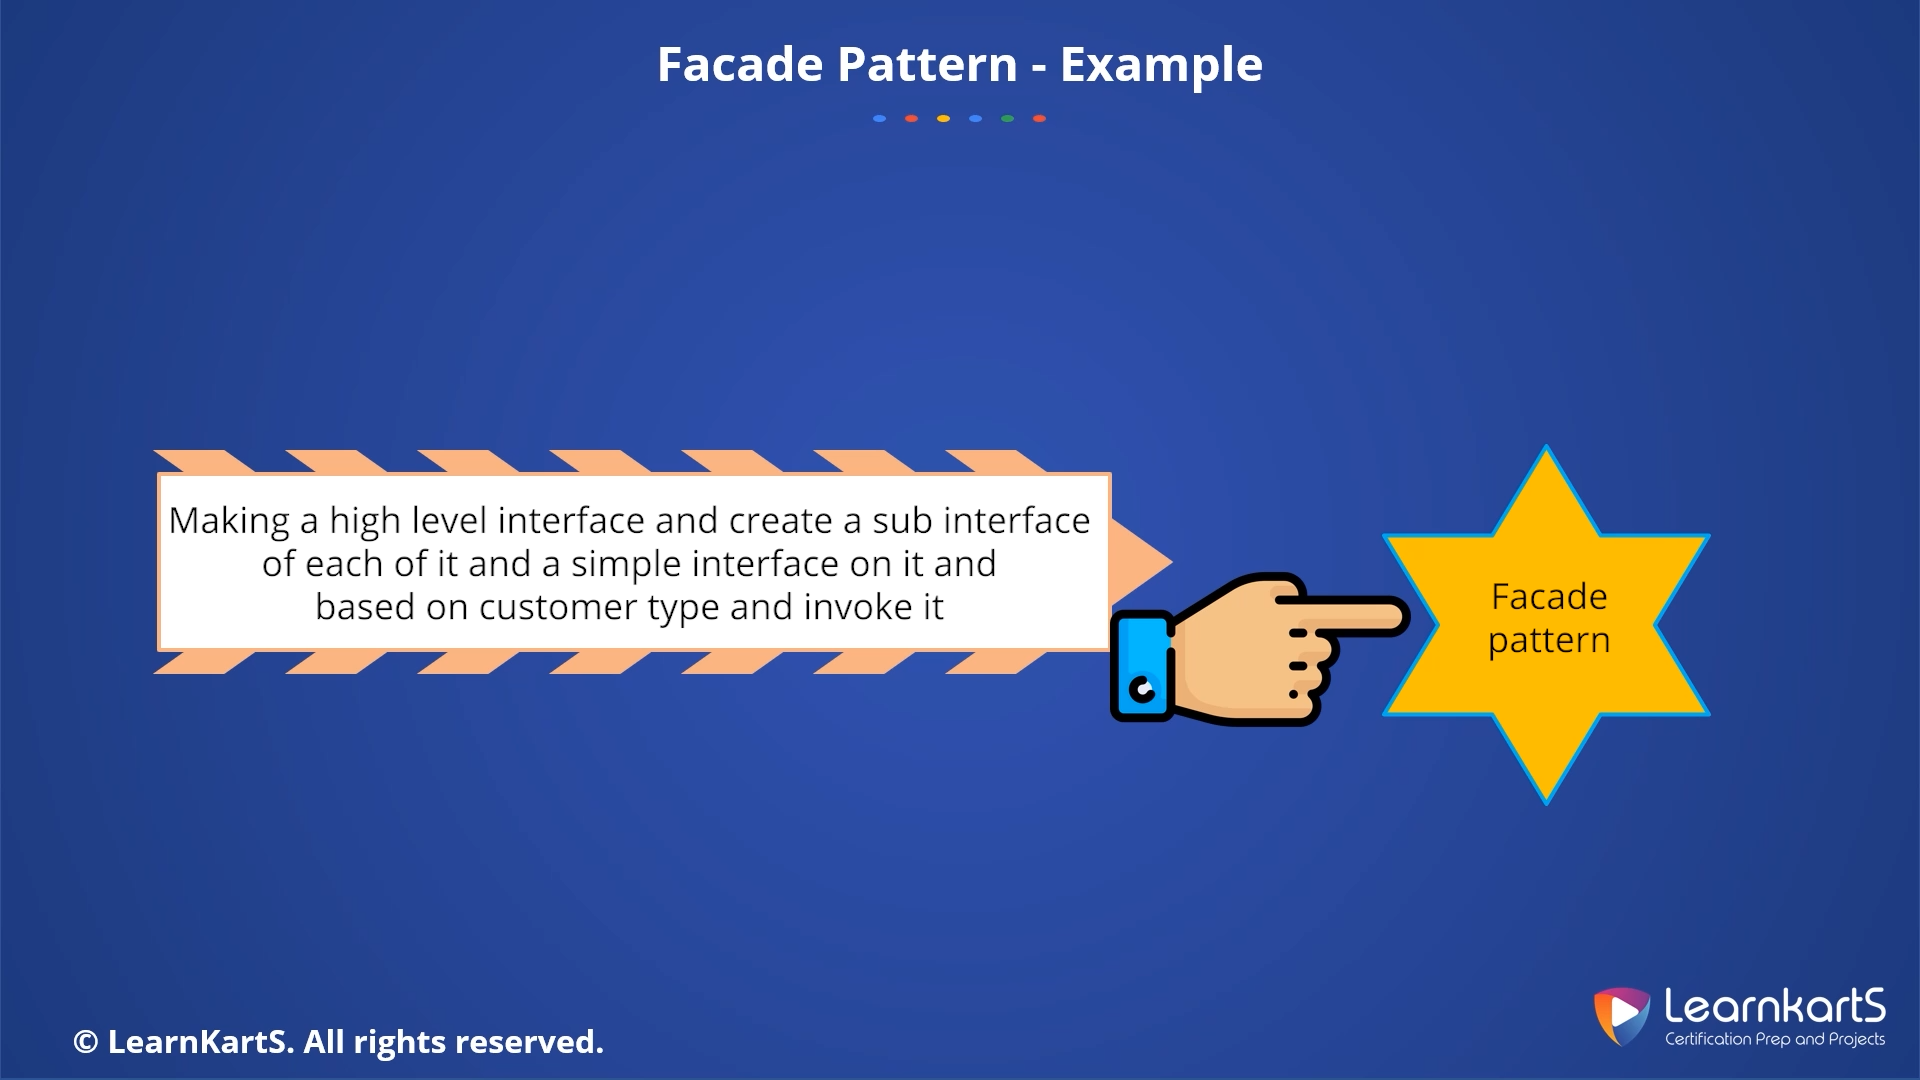 Facade Pattern - Example
Making a high level interface and create a sub interface
of each of it and a simple interface on it and
based on customer type and invoke it
Facade
pattern
© LearnKartS. All rights reserved.
LearnkartS
Certification Prep and Projects